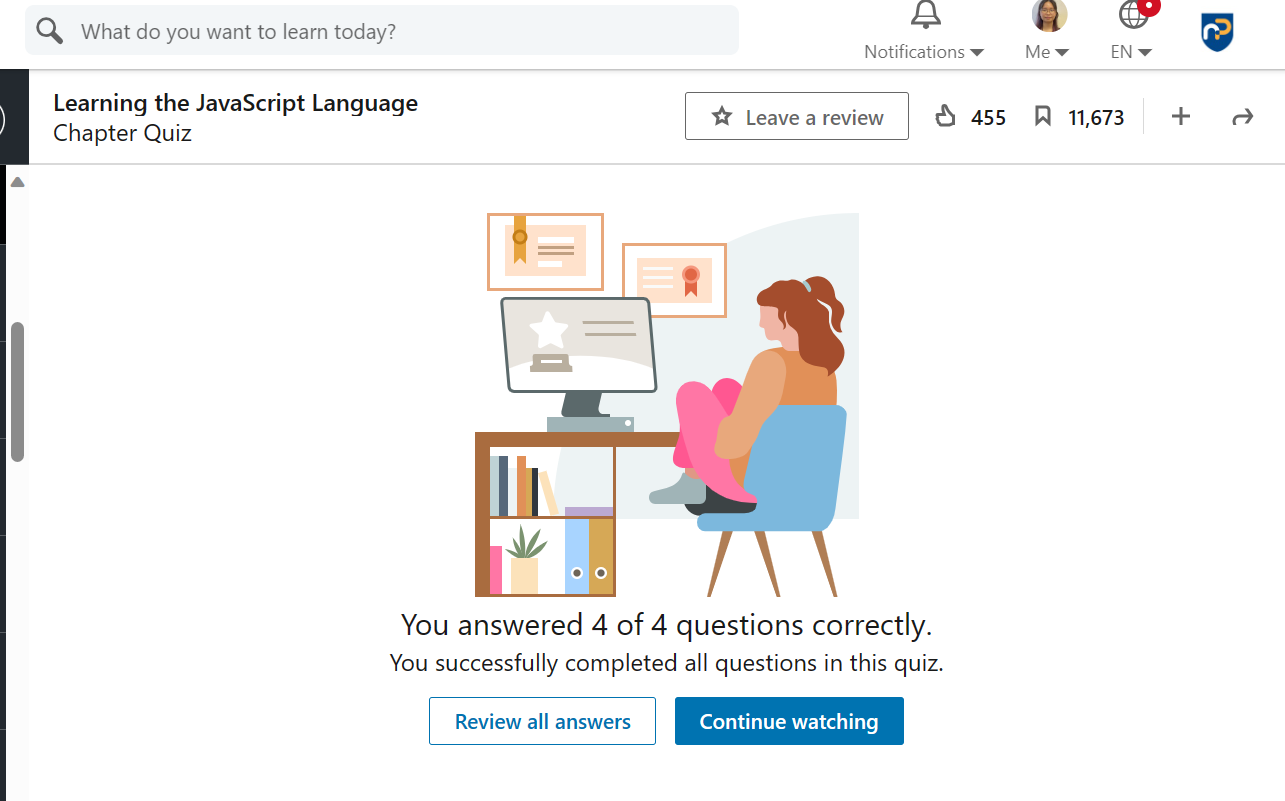 What do you want to learn today?
Notifications
Me
EN
Learning the JavaScript Language
Chapter Quiz
Leave a review
455
11,673
You answered 4 of 4 questions correctly.
You successfully completed all questions in this quiz.
Review all answers
Continue watching